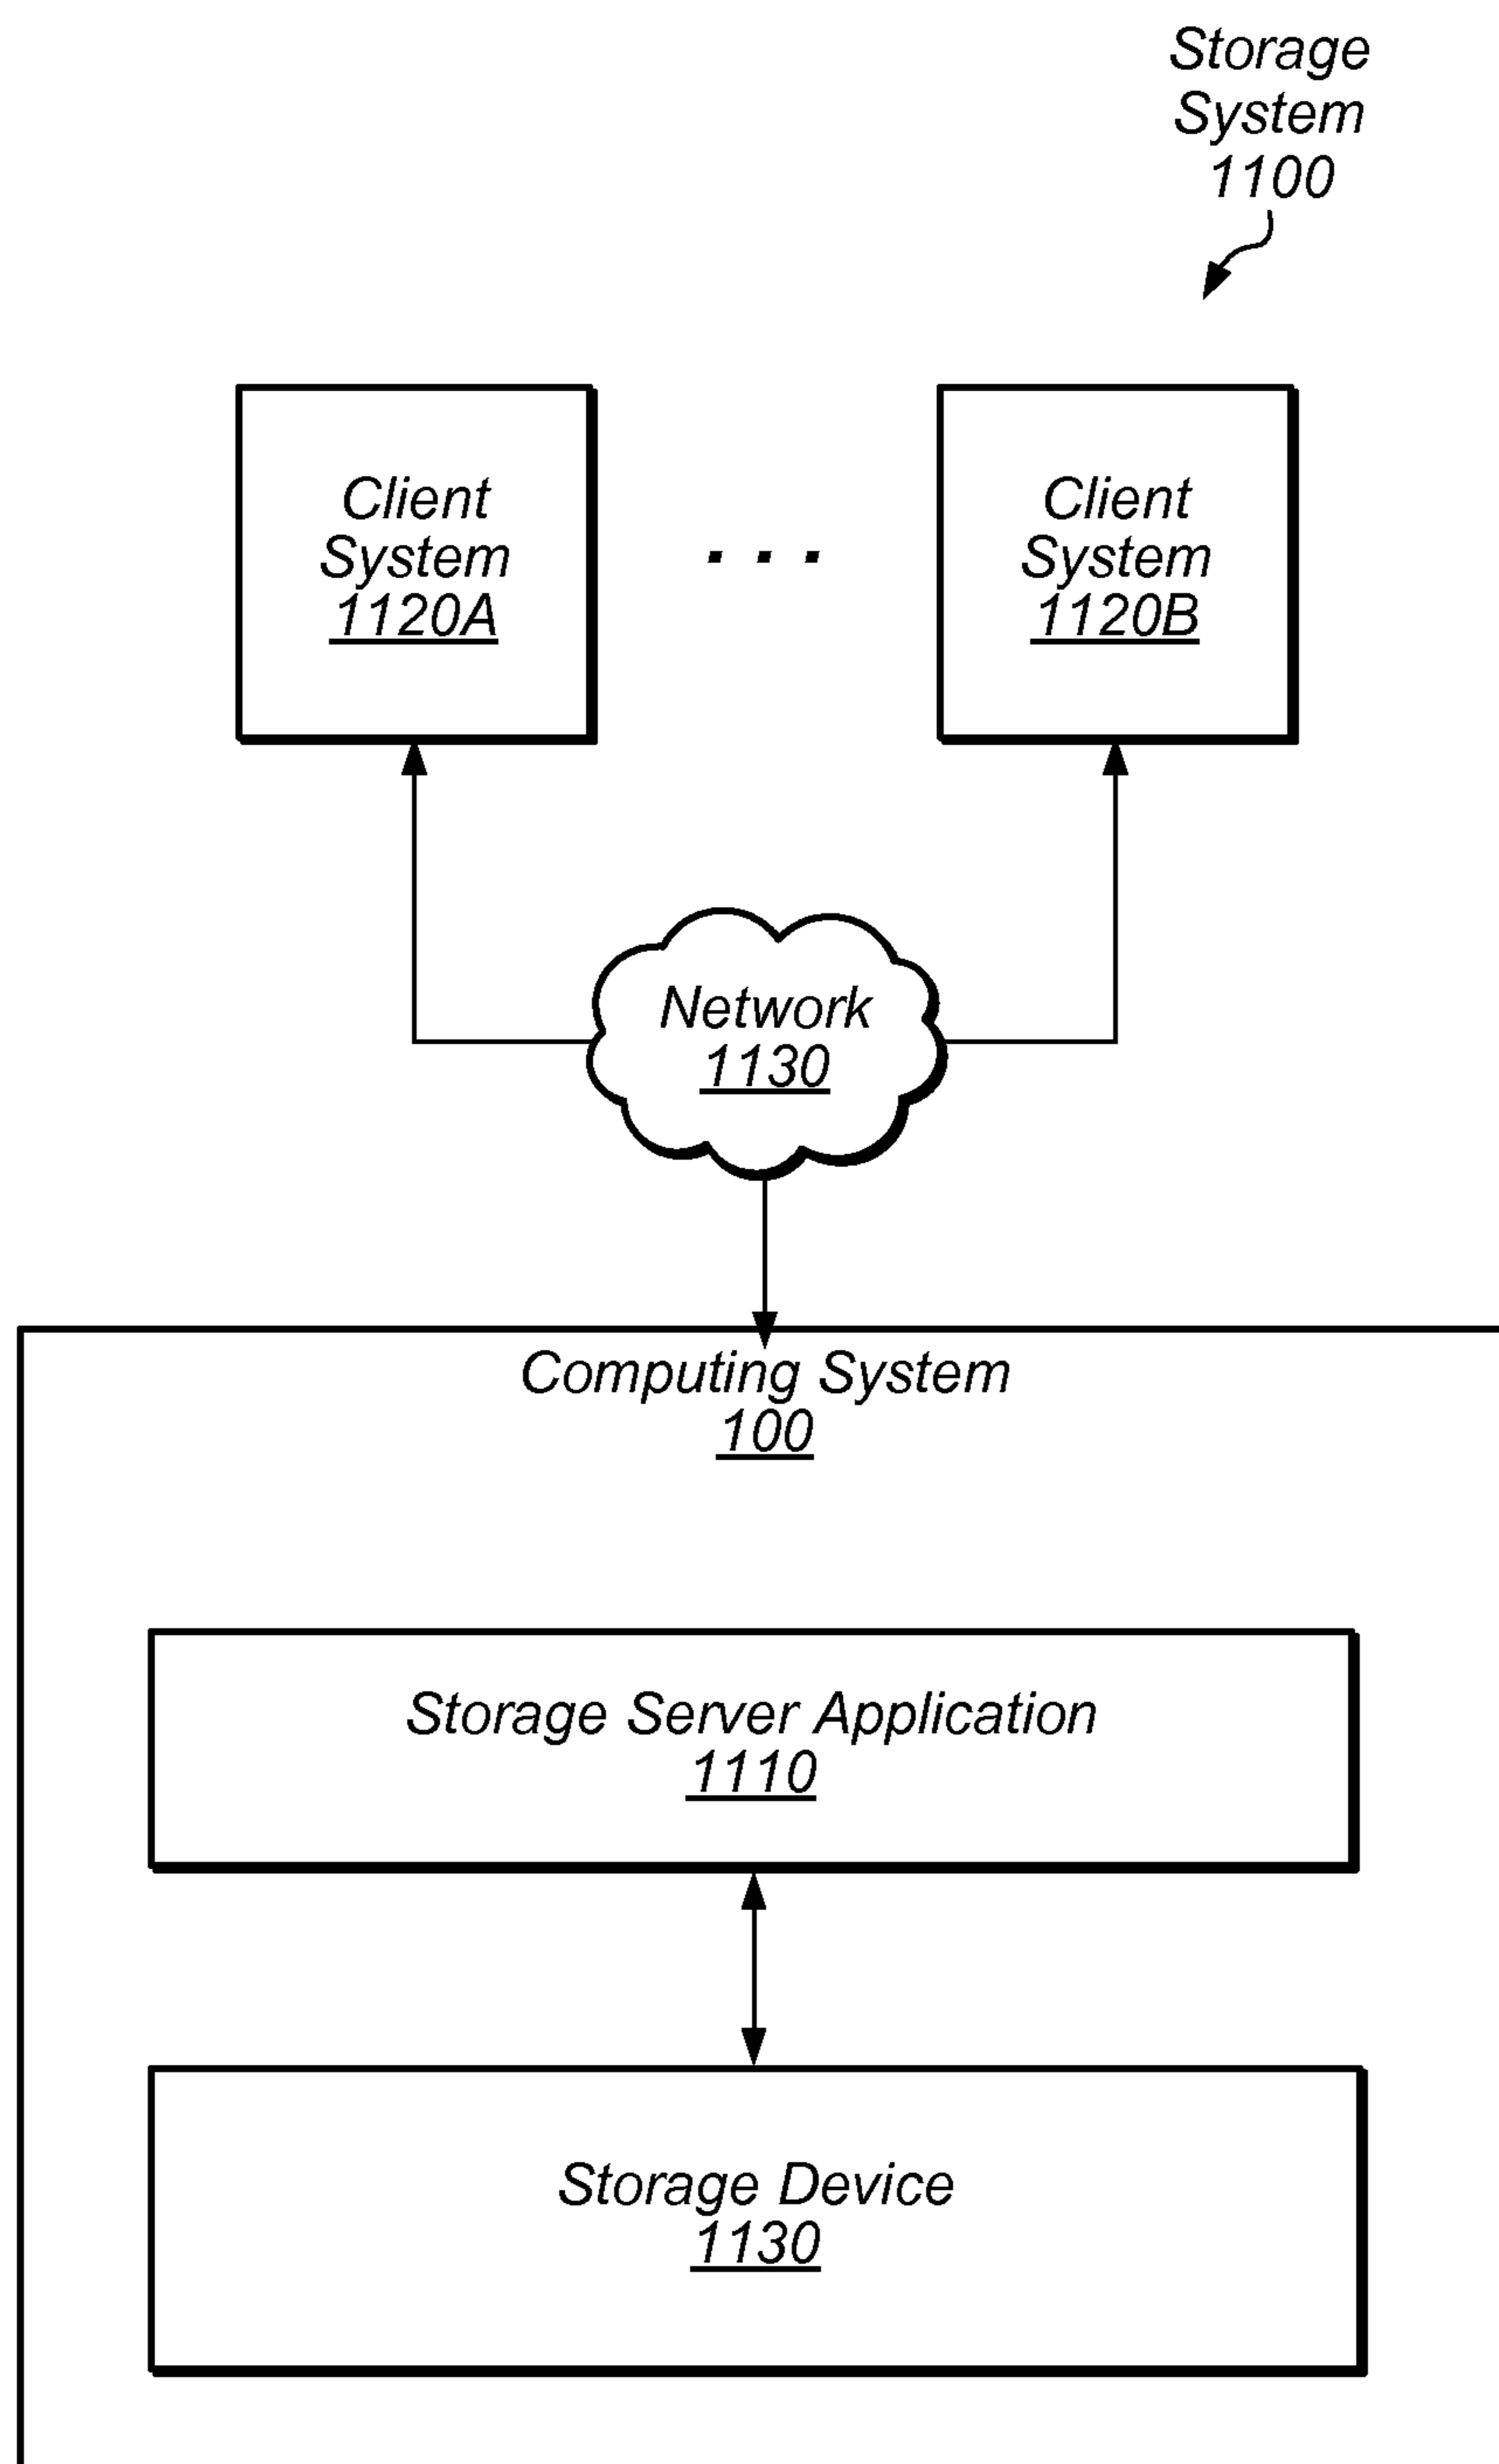 Storage
System
1100
Client
System
1120A
. . .
Client
System
1120B
Network
1130
Computing System
100
Storage Server Application
1110
Storage Device
1130